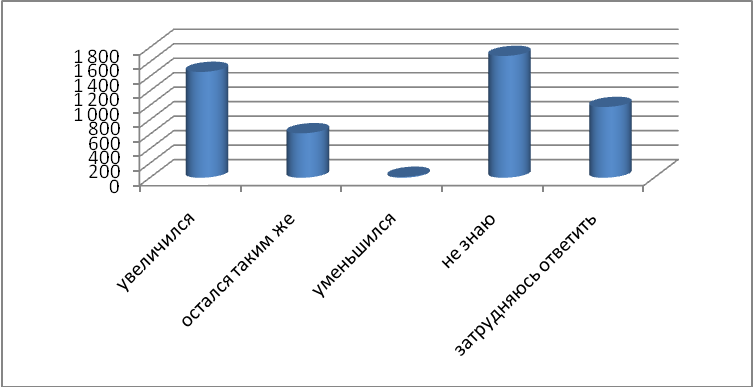 1800
1600
1400
1200
1000
800
600
400
200
0
увеличился
остался таким же
уменьшился
не знаю
затрудняюсь ответить